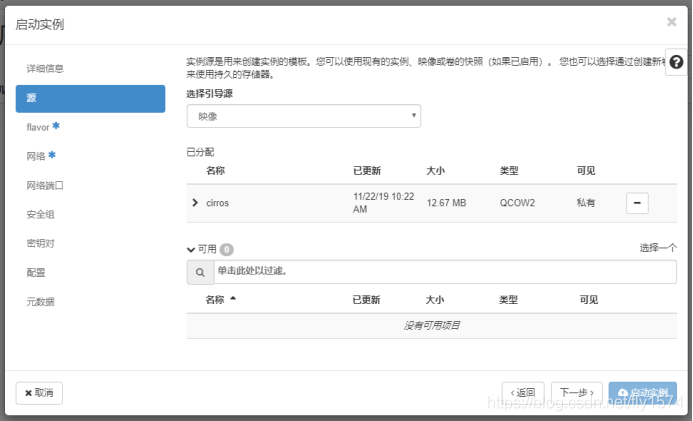 启动实例
×
详细信息
源
flavor *
网络 *
网络端口
安全组
密钥对
配置
元数据
实例源是用来创建实例的模板。您可以使用现有的实例、映像或卷的快照（如果已启用）。 您也可以选择通过创建新
来使用持久的存储器。
选择引导源
映像
已分配
名称 已更新 大小 类型 可见
cirros 11/22/19 10:22 AM 12.67 MB QCOW2 私有
可用 0 选择一个
单击此处以过滤。
名称 已更新 大小 类型 可见
没有可用项目
× 取消 ‹ 返回 下一步 › 启动实例
https://blog.csdn.net/fly1574